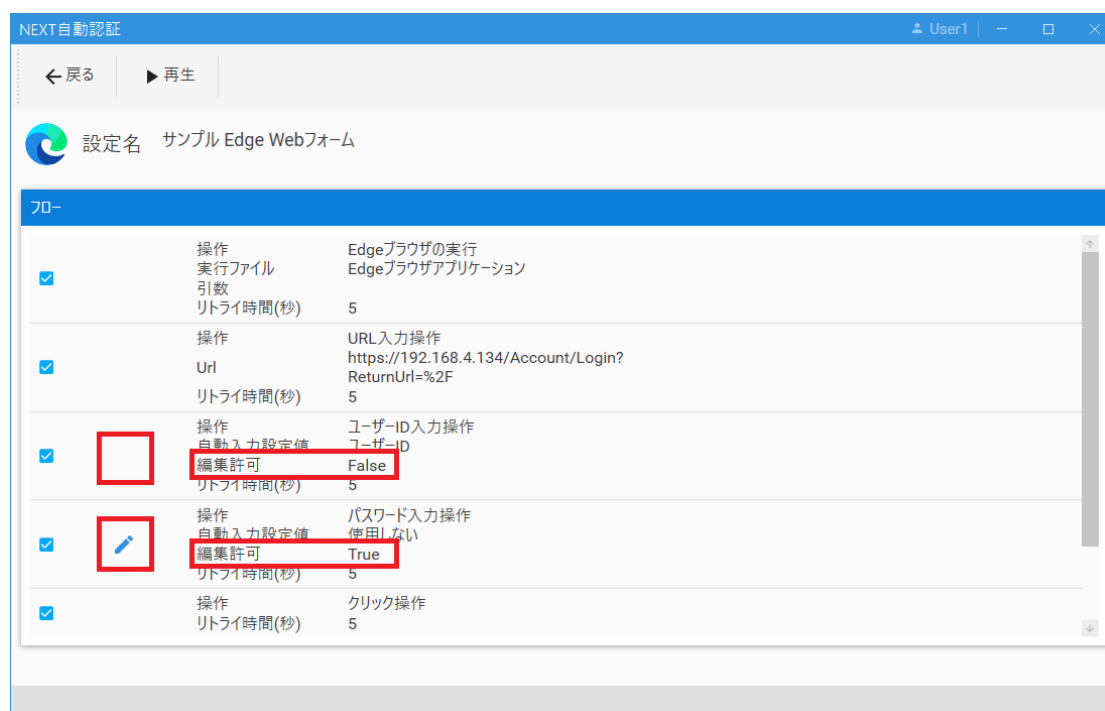 NEXT自動認証 User1
戻る 再生
設定名 サンプル Edge Webフォーム
フロー
操作 Edgeブラウザの実行
実行ファイル Edgeブラウザアプリケーション
引数
リトライ時間(秒) 5
操作 URL入力操作
Url https://192.168.4.134/Account/Login?
ReturnUrl=%2F
リトライ時間(秒) 5
操作 ユーザーID入力操作
自動入力設定値 ユーザーID
編集許可 False
リトライ時間(秒) 5
操作 パスワード入力操作
自動入力設定値 使用しない
編集許可 True
リトライ時間(秒) 5
操作 クリック操作
リトライ時間(秒) 5